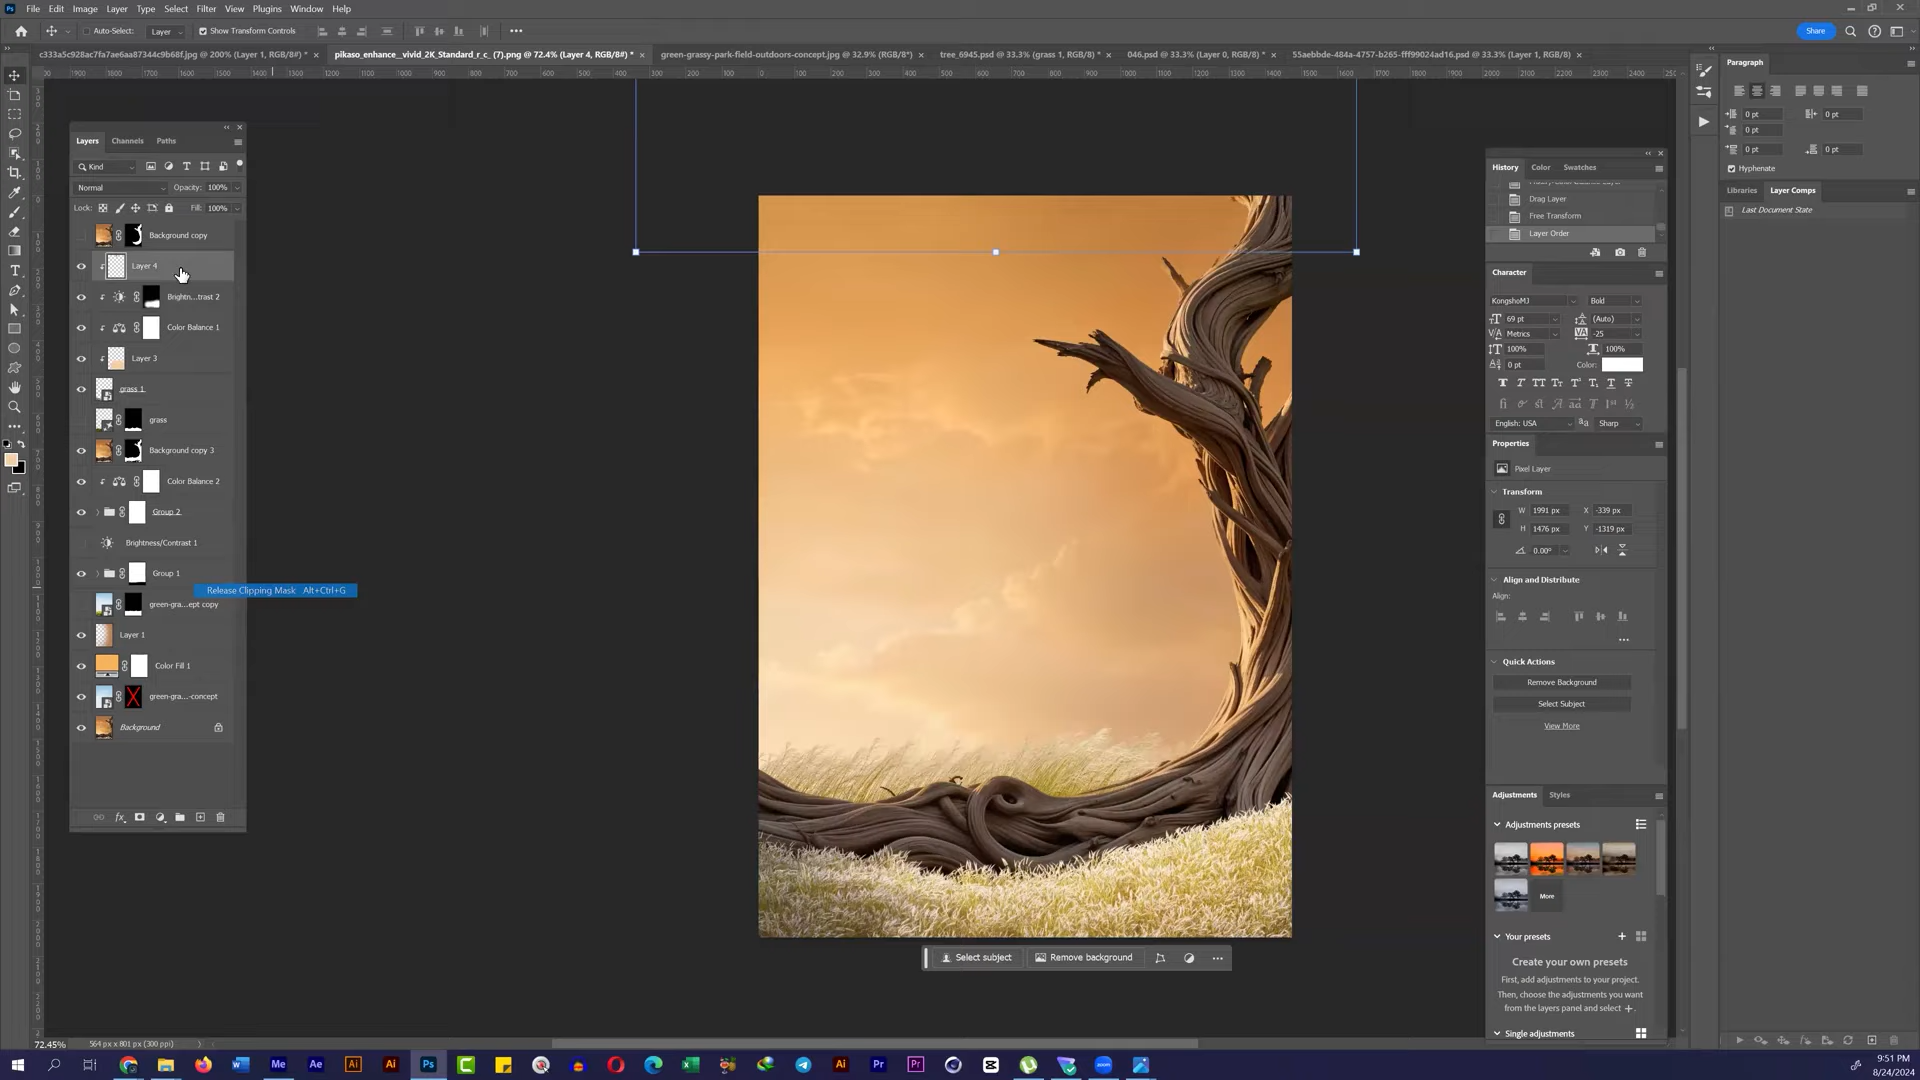 File Edit Image Layer Type Select Filter View Plugins Window Help
Auto-Select: Layer Show Transform Controls Share
c333a5c928ac7fa7ae6aa87344c9b68f.jpg @ 200% (Layer 1, RGB/8#) *
pikaso_enhance__vivid_2K_Standard_r_c_ (7).png @ 72.4% (Layer 4, RGB/8#) *
green-grassy-park-field-outdoors-concept.jpg @ 32.9% (RGB/8*)
tree_6945.psd @ 33.3% (grass 1, RGB/8*) *
046.psd @ 33.3% (Layer 0, RGB/8*) *
55aebbde-484a-4757-b265-fff99024ad16.psd @ 33.3% (Layer 1, RGB/8*)
Layers Channels Paths
Kind
Normal Opacity: 100%
Lock: Fill: 100%
Background copy
Layer 4
Brightn...trast 2
Color Balance 1
Layer 3
grass 1
grass
Background copy 3
Color Balance 2
Group 2
Brightness/Contrast 1
Group 1
Release Clipping Mask Alt+Ctrl+G
green-gra...ept copy
Layer 1
Color Fill 1
green-gra...-concept
Background
Select subject Remove background
History Color Swatches
Drag Layer
Free Transform
Layer Order
Character
KongshoMJ Bold
69 pt (Auto)
Metrics -25
100% 100%
0 pt Color:
English: USA Sharp
Properties
Pixel Layer
Transform
W 1991 px X -339 px
H 1476 px Y -1319 px
0.00°
Align and Distribute
Align:
Quick Actions
Remove Background
Select Subject
View More
Adjustments Styles
Adjustments presets
More
Your presets
Create your own presets
First, add adjustments to your project.
Then, choose the adjustments you want
from the layers panel and select +.
Single adjustments
Paragraph
0 pt 0 pt
0 pt
0 pt 0 pt
Hyphenate
Libraries Layer Comps
Last Document State
72.45% 564 px x 801 px (300 ppi)
9:51 PM
8/24/2024